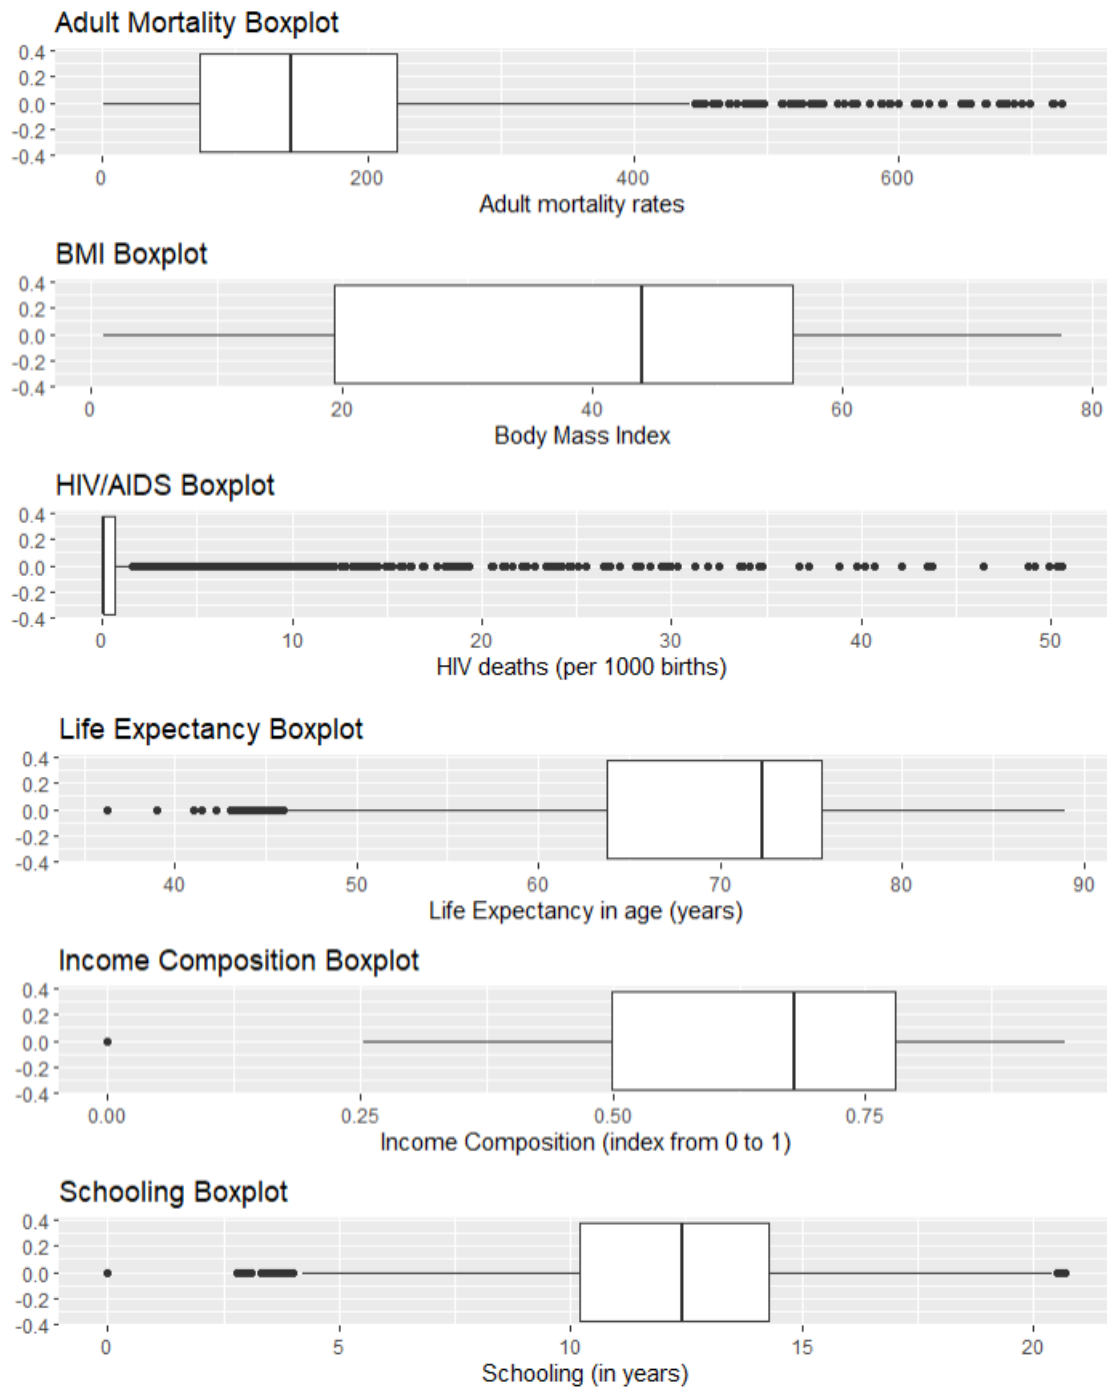 Adult Mortality Boxplot
0.4
0.2
0.0
-0.2
-0.4
0 200 400 600
Adult mortality rates
BMI Boxplot
0.4
0.2
0.0
-0.2
-0.4
0 20 40 60 80
Body Mass Index
HIV/AIDS Boxplot
0.4
0.2
0.0
-0.2
-0.4
0 10 20 30 40 50
HIV deaths (per 1000 births)
Life Expectancy Boxplot
0.4
0.2
0.0
-0.2
-0.4
40 50 60 70 80 90
Life Expectancy in age (years)
Income Composition Boxplot
0.4
0.2
0.0
-0.2
-0.4
0.00 0.25 0.50 0.75
Income Composition (index from 0 to 1)
Schooling Boxplot
0.4
0.2
0.0
-0.2
-0.4
0 5 10 15 20
Schooling (in years)